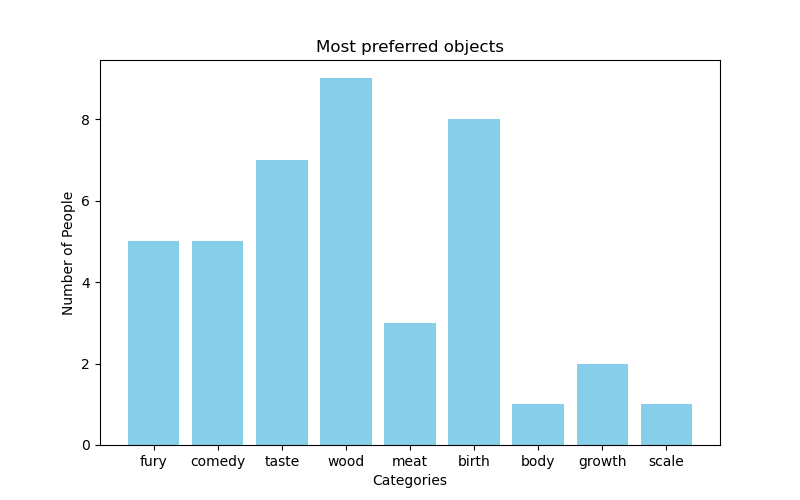 Most preferred objects
Number of People
8
6
4
2
0
fury comedy taste wood meat birth body growth scale
Categories